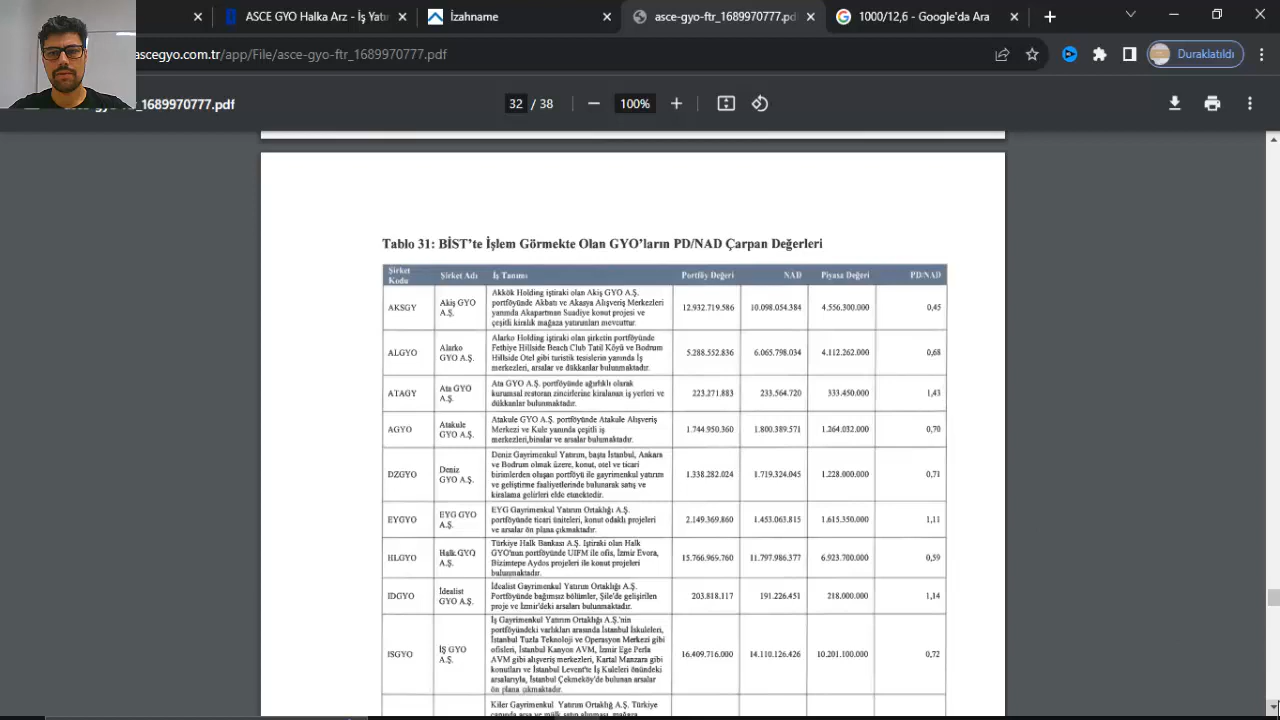 ASCE GYO Halka Arz - İş Yatı
İzahname
asce-gyo-ftr_1689970777.pdf
1000/12,6 - Google'da Ara
ascegyo.com.tr/app/File/asce-gyo-ftr_1689970777.pdf
Duraklatıldı
_1689970777.pdf
32 / 38
100%
Tablo 31: BİST'te İşlem Görmekte Olan GYO'ların PD/NAD Çarpan Değerleri
Şirket Kodu Şirket Adı İş Tanımı Portföy Değeri NAD Piyasa Değeri PD/NAD
AKSGY
Akiş GYO
A.Ş.
Akkök Holding iştiraki olan Akiş GYO A.Ş.
portföyünde Akbatı ve Akasya Alışveriş Merkezleri
yanında Akapartman Suadiye konut projesi ve
çeşitli kiralık mağaza yatırımları mevcuttur.
12.932.719.586 10.098.054.384 4.556.300.000 0,45
ALGYO
Alarko
GYO A.Ş.
Alarko Holding iştiraki olan şirketin portföyünde
Fethiye Hillside Beach Club Tatil Köyü ve Bodrum
Hillside Otel gibi turistik tesislerin yanında İş
merkezleri, arsalar ve dükkanlar bulunmaktadır.
5.288.552.836 6.065.798.034 4.112.262.000 0,68
ATAGY
Ata GYO
A.Ş.
Ata GYO A.Ş. portföyünde ağırlıklı olarak
kurumsal restoran zincirlerine kiralanan iş yerleri ve
dükkanlar bulunmaktadır.
223.271.883 233.564.720 333.450.000 1,43
AGYO
Atakule
GYO A.Ş.
Atakule GYO A.Ş. portföyünde Atakule Alışveriş
Merkezi ve Kule yanında çeşitli iş
merkezleri,binalar ve arsalar bulumaktadır.
1.744.950.360 1.800.389.571 1.264.032.000 0,70
DZGYO
Deniz
GYO A.Ş.
Deniz Gayrimenkul Yatırım, başta İstanbul, Ankara
ve Bodrum olmak üzere, konut, otel ve ticari
birimlerden oluşan portföyü ile gayrimenkul yatırım
ve geliştirme faaliyetlerinde bulunarak satış ve
kiralama gelirleri elde etmektedir.
1.338.282.024 1.719.324.045 1.228.000.000 0,71
EYGYO
EYG GYO
A.Ş.
EYG Gayrimenkul Yatırım Ortaklığı A.Ş.
portföyünde ticari üniteleri, konut odaklı projeleri
ve arsalar ön plana çıkmaktadır.
2.149.369.860 1.453.063.815 1.615.350.000 1,11
HLGYO
Halk GYO
A.Ş.
Türkiye Halk Bankası A.Ş. İştiraki olan Halk
GYO'nun portföyünde UIFM ile ofis, İzmir Evora,
Bizimtepe Aydos projeleri ile konut projeleri
bulunmaktadır.
15.766.969.760 11.797.986.377 6.923.700.000 0,59
IDGYO
İdealist
GYO A.Ş.
İdealist Gayrimenkul Yatırım Ortaklığı A.Ş.
Portföyünde bağımsız bölümler, Şile'de geliştirilen
proje ve İzmir'deki arsaları bulunmaktadır.
203.818.117 191.226.451 218.000.000 1,14
ISGYO
İŞ GYO
A.Ş.
İş Gayrimenkul Yatırım Ortaklığı A.Ş.'nin
portföyündeki varlıkları arasında İstanbul İşkuleleri,
İstanbul Tuzla Teknoloji ve Operasyon Merkezi gibi
ofisleri, İstanbul Kanyon AVM, İzmir Ege Perla
AVM gibi alışveriş merkezleri, Kartal Manzara gibi
konutları ve İstanbul Levent'te İş Kuleleri önündeki
arsalarıyla, İstanbul Çekmeköy'de bulunan arsalar
ön plana çıkmaktadır.
16.409.716.000 14.110.126.426 10.201.100.000 0,72
Kiler Gayrimenkul Yatırım Ortaklığı A.Ş. Türkiye